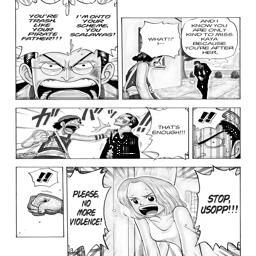 AND I
KNOW YOU
ARE ONLY
KIND TO MISS
KAYA
BECAUSE
YOU'RE AFTER
HER.
WHAT!?
I—
I'M ONTO
YOUR
SCHEME,
YOU
SCALAWAG!
YOU'RE
TRASH,
LIKE YOUR
PIRATE
FATHER!!!
THAT'S
ENOUGH!!!
!!
STOP,
USOPP!!!
PLEASE,
NO
MORE
VIOLENCE!
!!